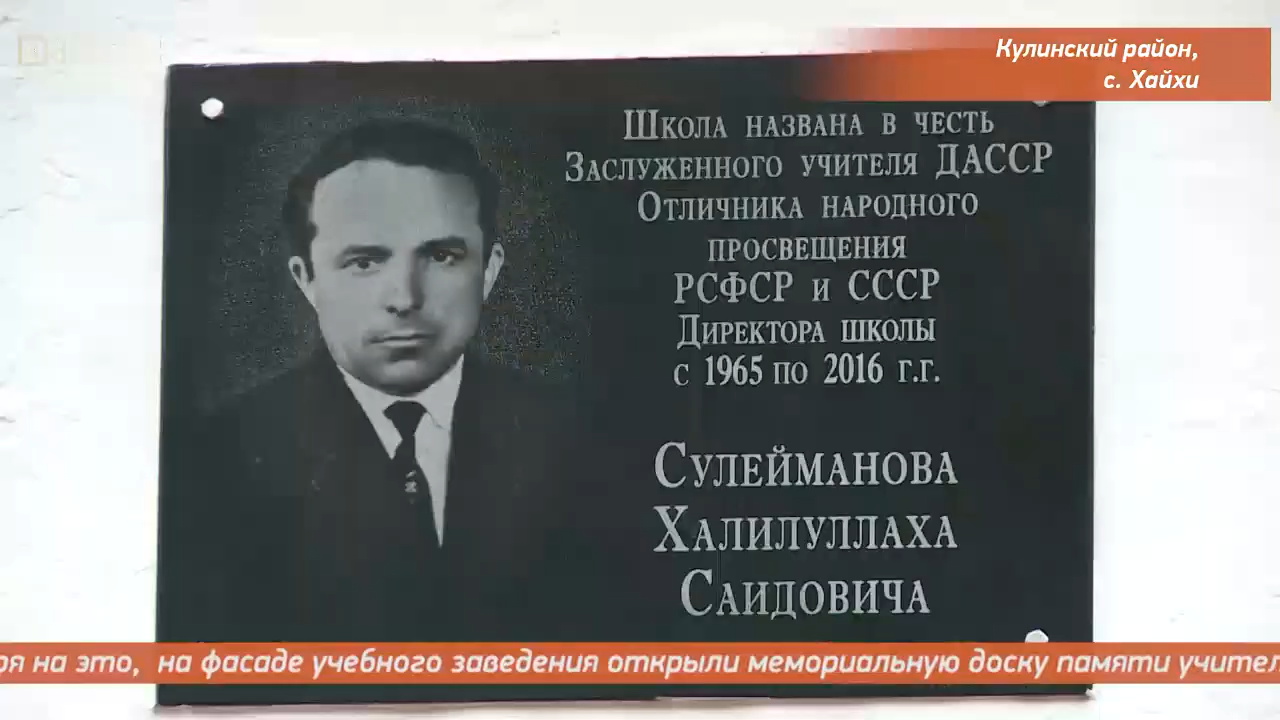 Кулинский район,
с. Хайхи
Школа названа в честь
Заслуженного учителя ДАССР
Отличника народного
просвещения
РСФСР и СССР
Директора школы
с 1965 по 2016 г.г.
Сулейманова
Халилуллаха
Саидовича
на это, на фасаде учебного заведения открыли мемориальную доску памяти